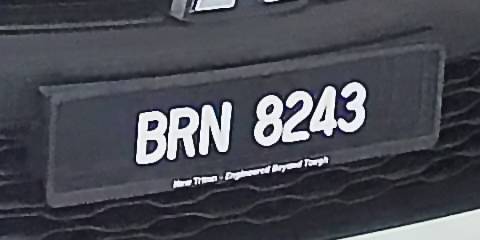 BRN 8243
New Triton - Engineered Beyond Tough